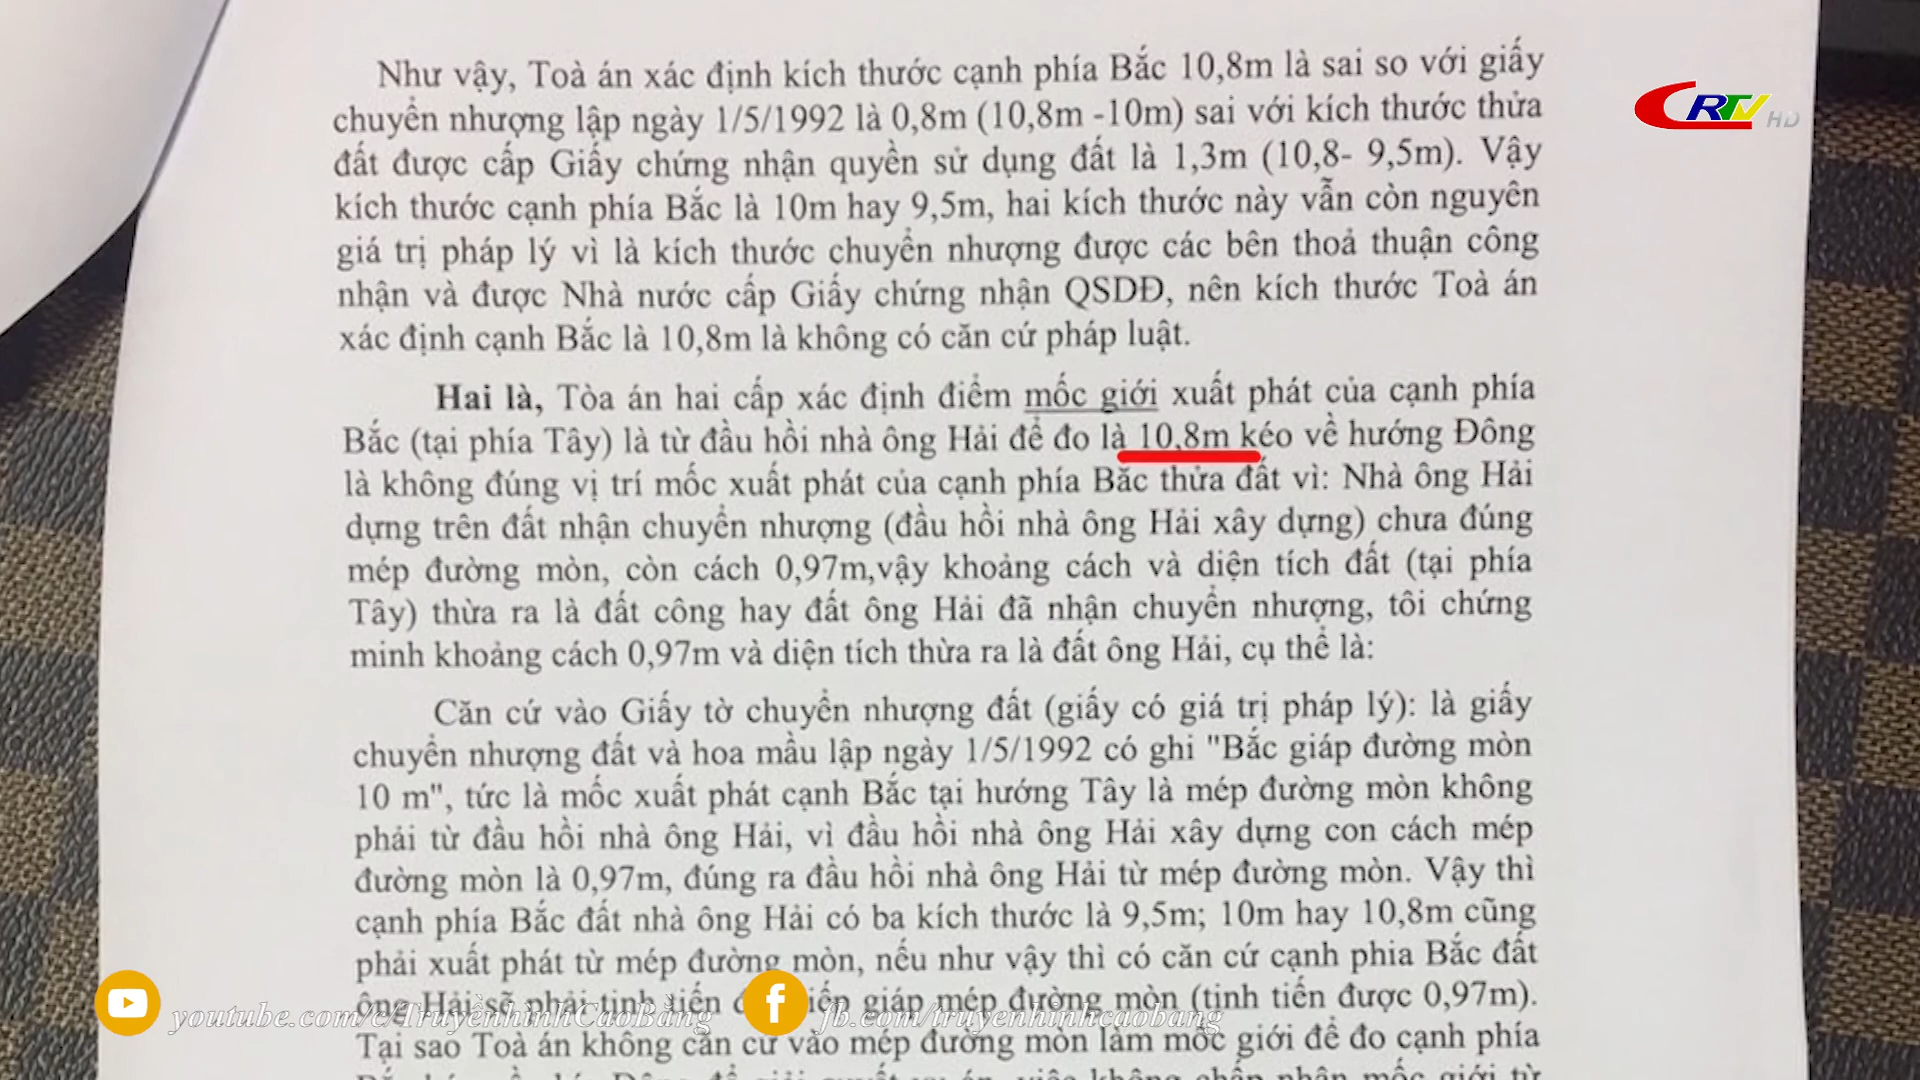 Như vậy, Toà án xác định kích thước cạnh phía Bắc 10,8m là sai so với giấy
chuyển nhượng lập ngày 1/5/1992 là 0,8m (10,8m -10m) sai với kích thước thửa
đất được cấp Giấy chứng nhận quyền sử dụng đất là 1,3m (10,8- 9,5m). Vậy
kích thước cạnh phía Bắc là 10m hay 9,5m, hai kích thước này vẫn còn nguyên
giá trị pháp lý vì là kích thước chuyển nhượng được các bên thoả thuận công
nhận và được Nhà nước cấp Giấy chứng nhận QSDĐ, nên kích thước Toà án
xác định cạnh Bắc là 10,8m là không có căn cứ pháp luật.
Hai là, Tòa án hai cấp xác định điểm mốc giới xuất phát của cạnh phía
Bắc (tại phía Tây) là từ đầu hồi nhà ông Hải để đo là 10,8m kéo về hướng Đông
là không đúng vị trí mốc xuất phát của cạnh phía Bắc thửa đất vì: Nhà ông Hải
dựng trên đất nhận chuyển nhượng (đầu hồi nhà ông Hải xây dựng) chưa đúng
mép đường mòn, còn cách 0,97m,vậy khoảng cách và diện tích đất (tại phía
Tây) thừa ra là đất công hay đất ông Hải đã nhận chuyển nhượng, tôi chứng
minh khoảng cách 0,97m và diện tích thừa ra là đất ông Hải, cụ thể là:
Căn cứ vào Giấy tờ chuyển nhượng đất (giấy có giá trị pháp lý): là giấy
chuyển nhượng đất và hoa mầu lập ngày 1/5/1992 có ghi "Bắc giáp đường mòn
10 m", tức là mốc xuất phát cạnh Bắc tại hướng Tây là mép đường mòn không
phải từ đầu hồi nhà ông Hải, vì đầu hồi nhà ông Hải xây dựng con cách mép
đường mòn là 0,97m, đúng ra đầu hồi nhà ông Hải từ mép đường mòn. Vậy thì
cạnh phía Bắc đất nhà ông Hải có ba kích thước là 9,5m; 10m hay 10,8m cũng
phải xuất phát từ mép đường mòn, nếu như vậy thì có căn cứ cạnh phia Bắc đất
ông Hải sẽ phải tịnh tiến giáp mép đường mòn (tịnh tiến được 0,97m).
Tại sao Toà án không căn cứ vào mép đường mòn làm mốc giới để đo cạnh phía
CRTV HD
youtube.com/c/TruyềnhìnhCaoBằng
fb.com/truyenhinhcaobang